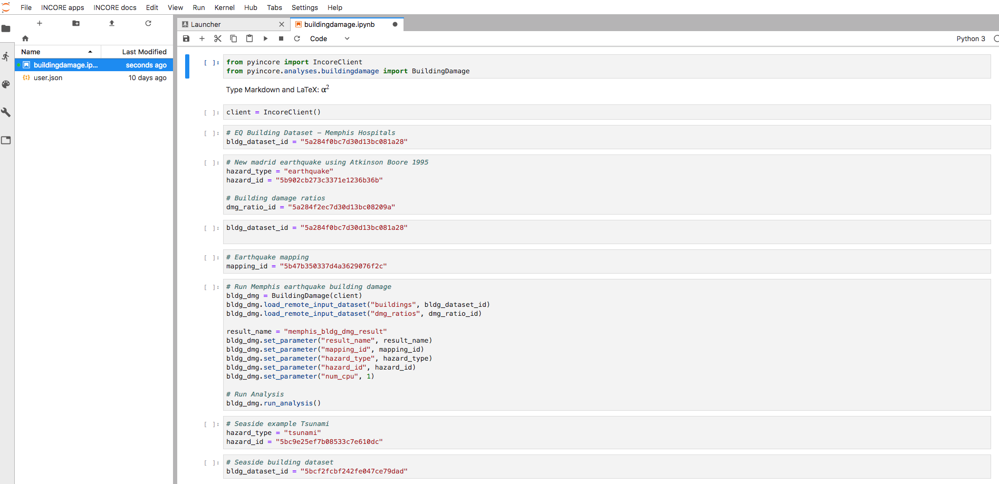 File INCORE apps INCORE docs Edit View Run Kernel Hub Tabs Settings Help
Launcher
buildingdamage.ipynb
Code
Python 3
Name Last Modified
buildingdamage.ip... seconds ago
user.json 10 days ago
[ ]: from pyincore import IncoreClient
from pyincore.analyses.buildingdamage import BuildingDamage
Type Markdown and LaTeX: α²
[ ]: client = IncoreClient()
[ ]: # EQ Building Dataset – Memphis Hospitals
bldg_dataset_id = "5a284f0bc7d30d13bc081a28"
[ ]: # New madrid earthquake using Atkinson Boore 1995
hazard_type = "earthquake"
hazard_id = "5b902cb273c3371e1236b36b"
# Building damage ratios
dmg_ratio_id = "5a284f2ec7d30d13bc08209a"
[ ]: bldg_dataset_id = "5a284f0bc7d30d13bc081a28"
[ ]: # Earthquake mapping
mapping_id = "5b47b350337d4a3629076f2c"
[ ]: # Run Memphis earthquake building damage
bldg_dmg = BuildingDamage(client)
bldg_dmg.load_remote_input_dataset("buildings", bldg_dataset_id)
bldg_dmg.load_remote_input_dataset("dmg_ratios", dmg_ratio_id)
result_name = "memphis_bldg_dmg_result"
bldg_dmg.set_parameter("result_name", result_name)
bldg_dmg.set_parameter("mapping_id", mapping_id)
bldg_dmg.set_parameter("hazard_type", hazard_type)
bldg_dmg.set_parameter("hazard_id", hazard_id)
bldg_dmg.set_parameter("num_cpu", 1)
# Run Analysis
bldg_dmg.run_analysis()
[ ]: # Seaside example Tsunami
hazard_type = "tsunami"
hazard_id = "5bc9e25ef7b08533c7e610dc"
[ ]: # Seaside building dataset
bldg_dataset_id = "5bcf2fcbf242fe047ce79dad"